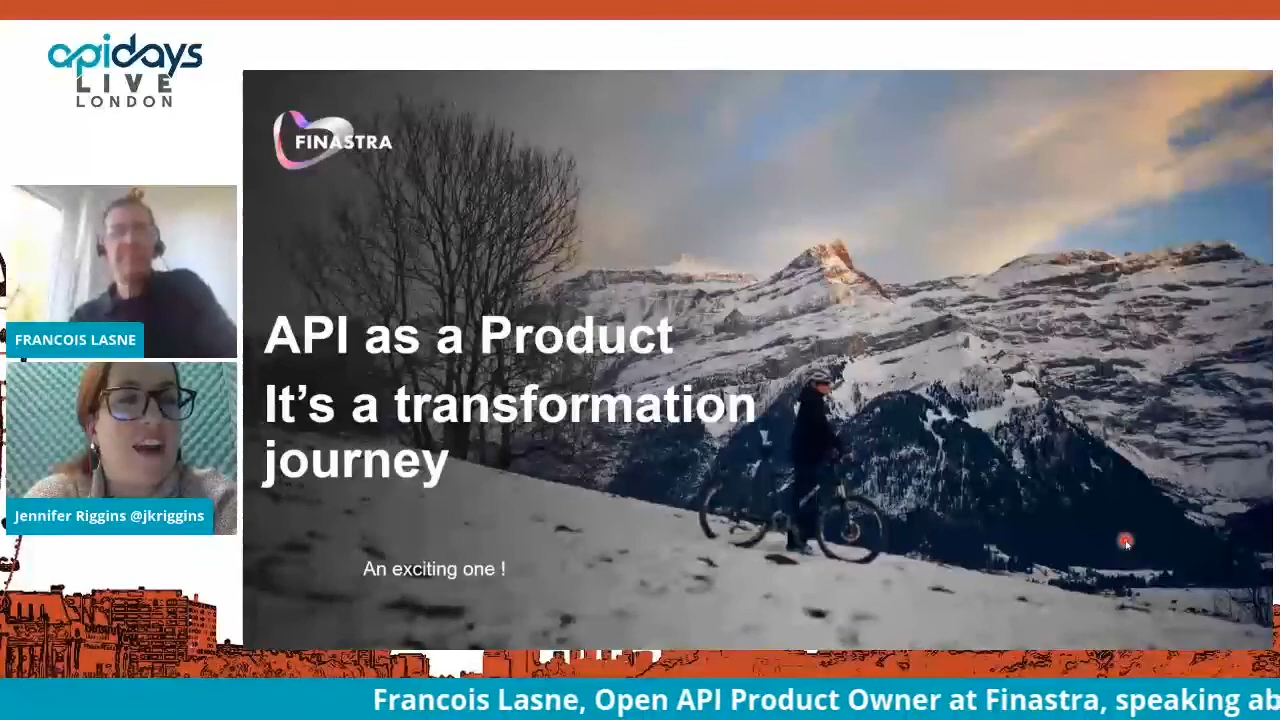 apidays
LIVE
LONDON
FINASTRA
FRANCOIS LASNE
Jennifer Riggins @jkriggins
API as a Product
It's a transformation
journey
An exciting one !
Francois Lasne, Open API Product Owner at Finastra, speaking ab